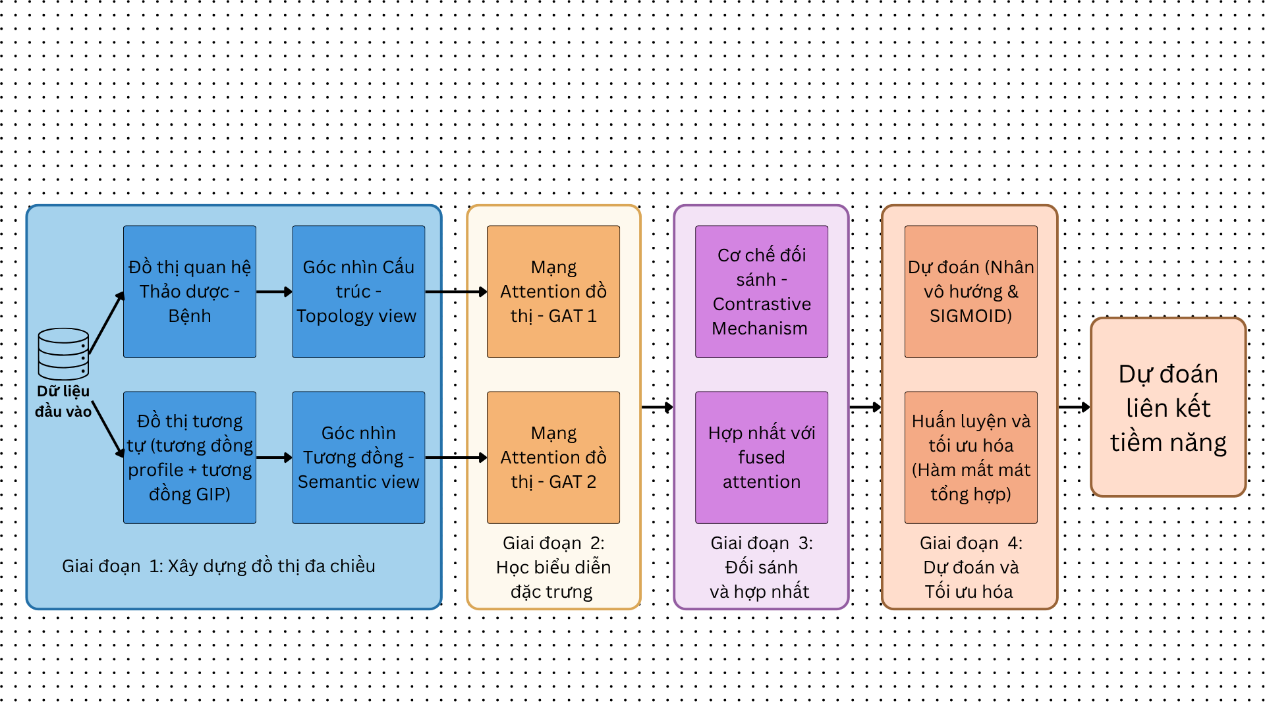 Dữ liệu
đầu vào
Đồ thị quan hệ
Thảo dược -
Bệnh
Góc nhìn Cấu
trúc -
Topology view
Đồ thị tương
tự (tương đồng
profile + tương
đồng GIP)
Góc nhìn
Tương đồng -
Semantic view
Giai đoạn 1: Xây dựng đồ thị đa chiều
Mạng
Attention đồ
thị - GAT 1
Mạng
Attention đồ
thị - GAT 2
Giai đoạn 2:
Học biểu diễn
đặc trưng
Cơ chế đối
sánh -
Contrastive
Mechanism
Hợp nhất với
fused
attention
Giai đoạn 3:
Đối sánh
và hợp nhất
Dự đoán (Nhân
vô hướng &
SIGMOID)
Huấn luyện và
tối ưu hóa
(Hàm mất mát
tổng hợp)
Giai đoạn 4:
Dự đoán và
Tối ưu hóa
Dự đoán
liên kết
tiềm năng